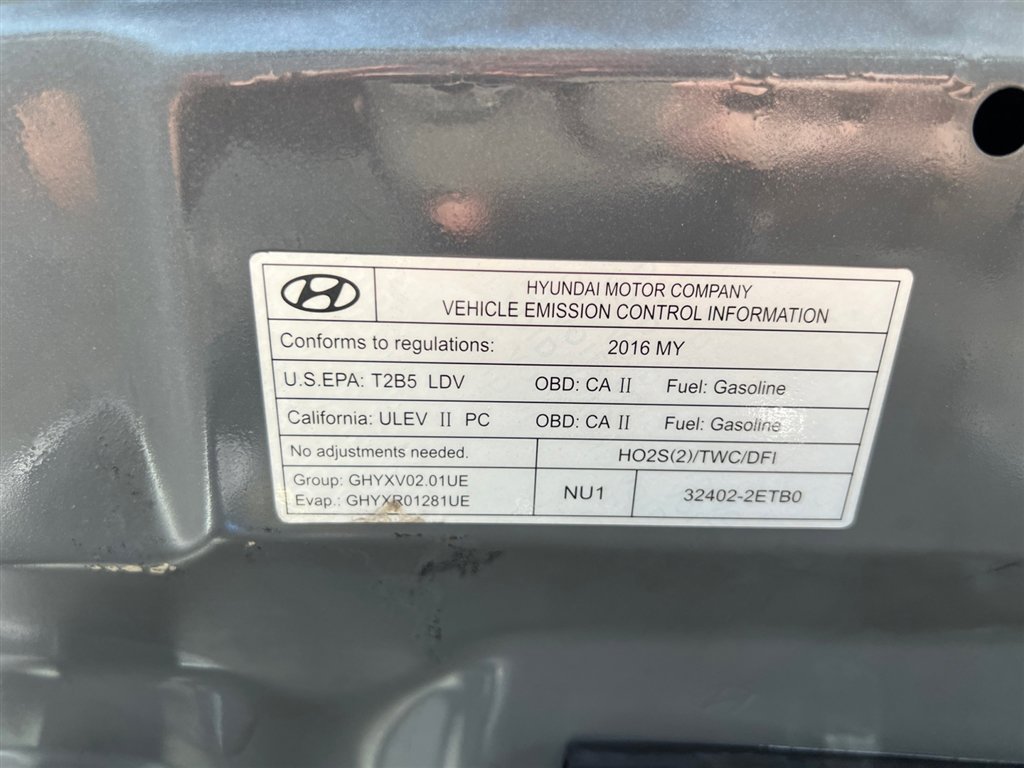 HYUNDAI MOTOR COMPANY
VEHICLE EMISSION CONTROL INFORMATION
Conforms to regulations: 2016 MY
U.S.EPA: T2B5 LDV OBD: CA II Fuel: Gasoline
California: ULEV II PC OBD: CA II Fuel: Gasoline
No adjustments needed. HO2S(2)/TWC/DFI
Group: GHYXV02.01UE
Evap.: GHYXR01281UE
NU1 32402-2ETB0